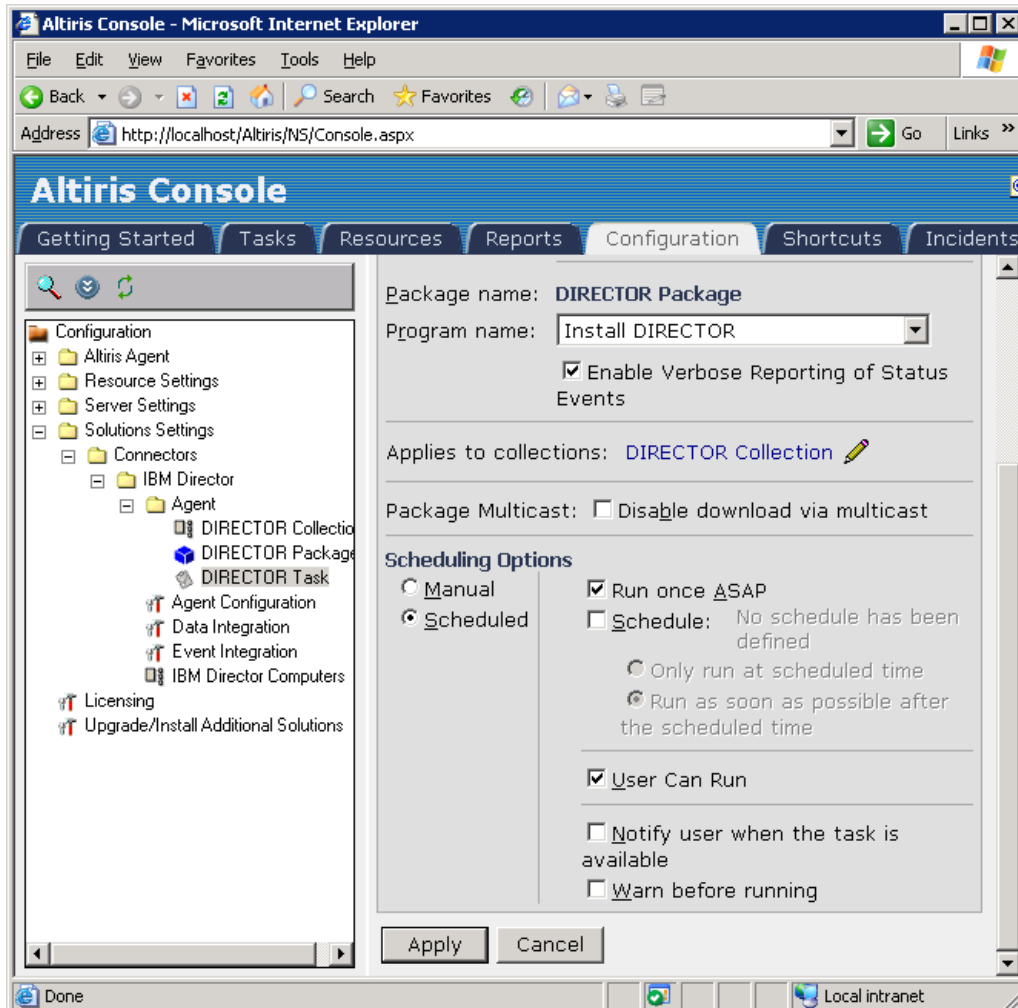 Altiris Console - Microsoft Internet Explorer
File Edit View Favorites Tools Help
Back Search Favorites
Address http://localhost/Altiris/NS/Console.aspx Go Links »
Altiris Console
Getting Started Tasks Resources Reports Configuration Shortcuts Incidents
Configuration
Altiris Agent
Resource Settings
Server Settings
Solutions Settings
Connectors
IBM Director
Agent
DIRECTOR Collectio
DIRECTOR Package
DIRECTOR Task
Agent Configuration
Data Integration
Event Integration
IBM Director Computers
Licensing
Upgrade/Install Additional Solutions
Package name: DIRECTOR Package
Program name: Install DIRECTOR
Enable Verbose Reporting of Status
Events
Applies to collections: DIRECTOR Collection
Package Multicast: Disable download via multicast
Scheduling Options
Manual
Scheduled
Run once ASAP
Schedule: No schedule has been
defined
Only run at scheduled time
Run as soon as possible after
the scheduled time
User Can Run
Notify user when the task is
available
Warn before running
Apply Cancel
Done Local intranet